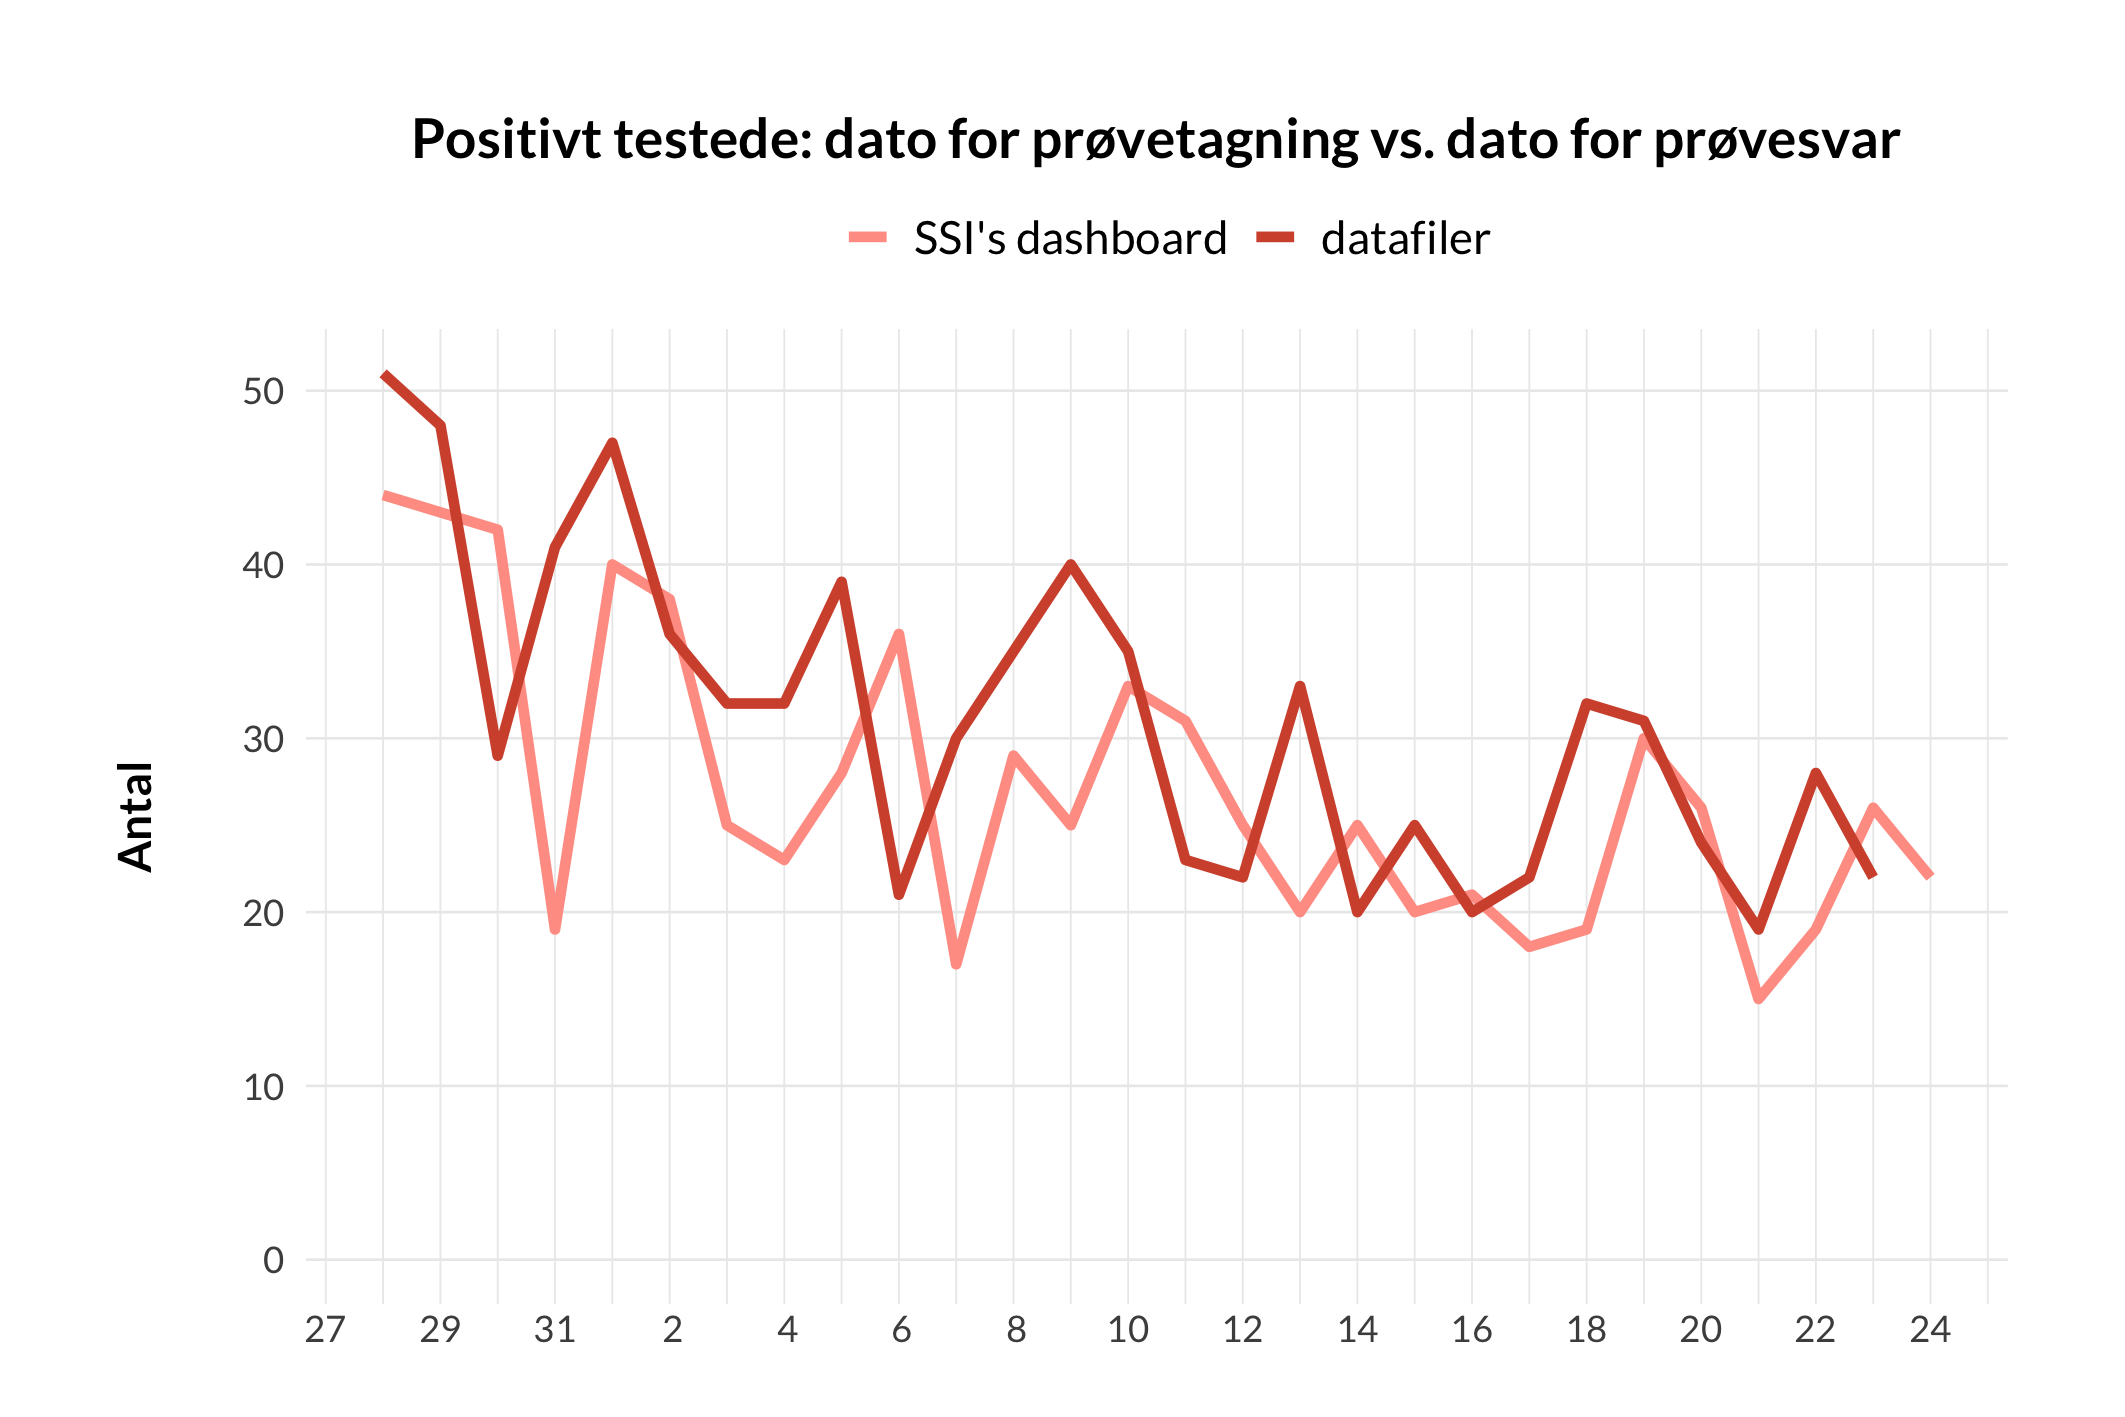 Positivt testede: dato for prøvetagning vs. dato for prøvesvar
SSI's dashboard datafiler
Antal
50
40
30
20
10
0
27 29 31 2 4 6 8 10 12 14 16 18 20 22 24